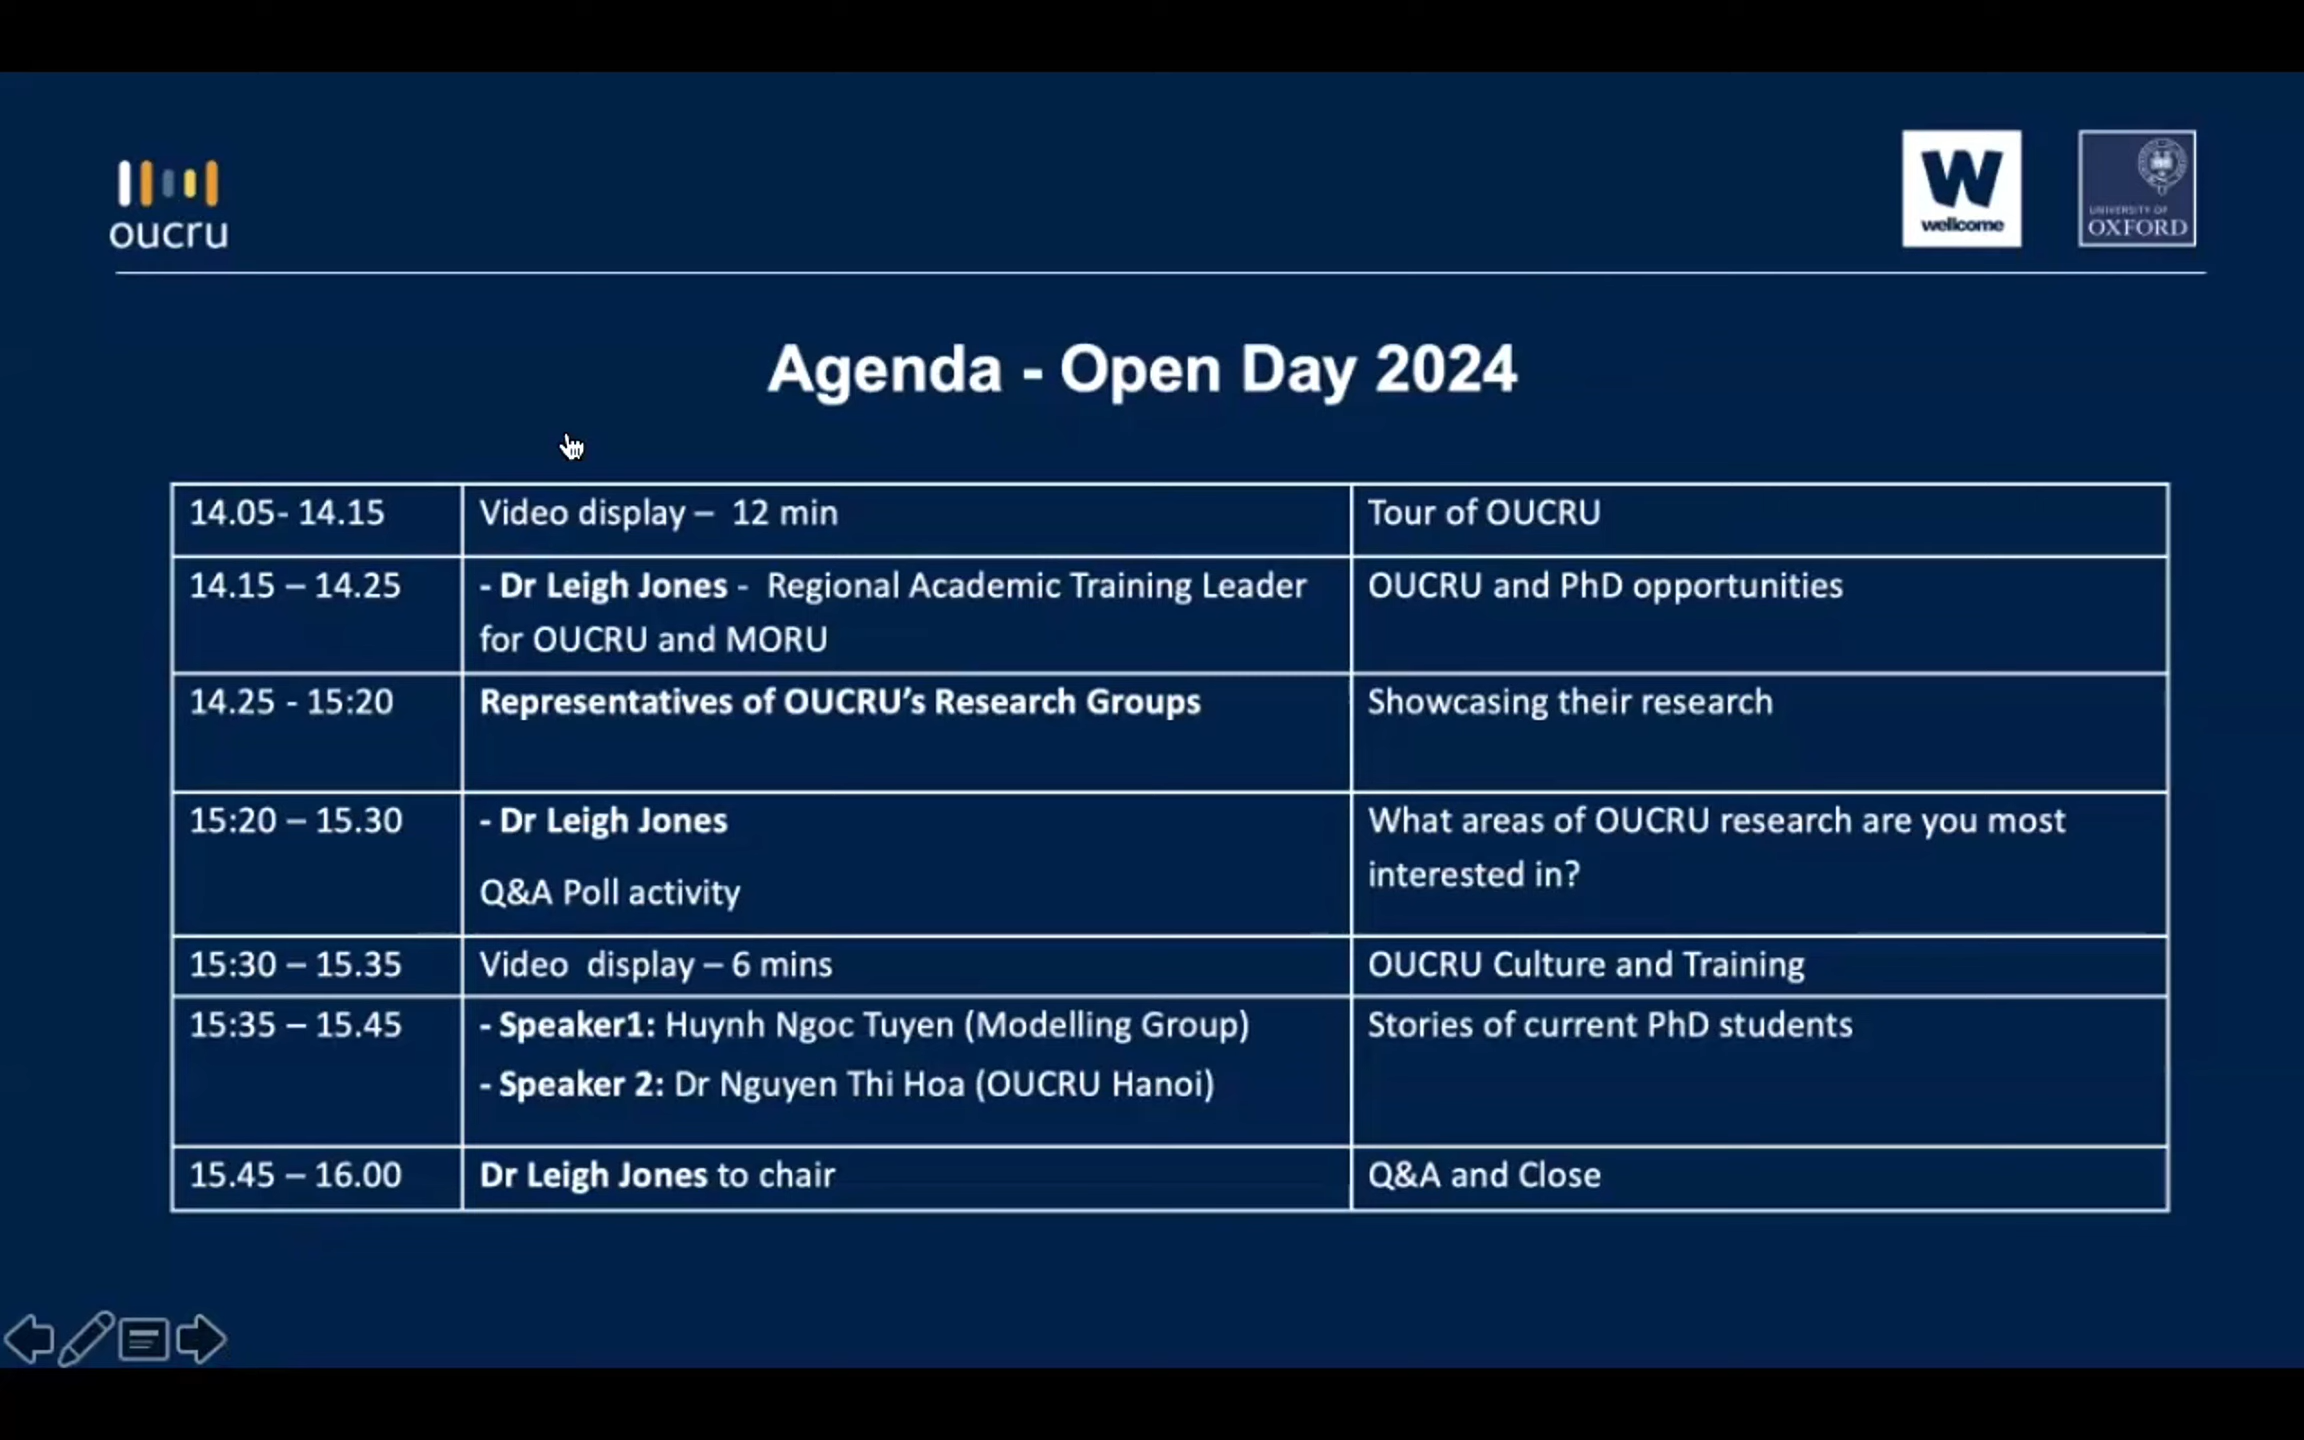 oucru
W
wellcome
UNIVERSITY OF
OXFORD
Agenda - Open Day 2024
14.05- 14.15
Video display – 12 min
Tour of OUCRU
14.15 – 14.25
- Dr Leigh Jones - Regional Academic Training Leader
for OUCRU and MORU
OUCRU and PhD opportunities
14.25 - 15:20
Representatives of OUCRU’s Research Groups
Showcasing their research
15:20 – 15.30
- Dr Leigh Jones
Q&A Poll activity
What areas of OUCRU research are you most
interested in?
15:30 – 15.35
Video display – 6 mins
OUCRU Culture and Training
15:35 – 15.45
- Speaker1: Huynh Ngoc Tuyen (Modelling Group)
- Speaker 2: Dr Nguyen Thi Hoa (OUCRU Hanoi)
Stories of current PhD students
15.45 – 16.00
Dr Leigh Jones to chair
Q&A and Close